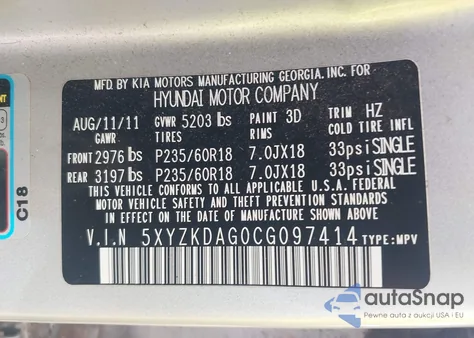 MFD. BY KIA MOTORS MANUFACTURING GEORGIA, INC. FOR
HYUNDAI MOTOR COMPANY
AUG/11/11 GVWR 5203 lbs PAINT 3D TRIM HZ
GAWR TIRES RIMS COLD TIRE INFL
FRONT 2976 lbs P235/60R18 7.0JX18 33psi SINGLE
REAR 3197 lbs P235/60R18 7.0JX18 33psi SINGLE
THIS VEHICLE CONFORMS TO ALL APPLICABLE U.S.A. FEDERAL
MOTOR VEHICLE SAFETY AND THEFT PREVENTION STANDARDS IN
EFFECT ON THE DATE OF MANUFACTURE SHOWN ABOVE.
V.I.N 5XYZKDAG0CG097414 TYPE:MPV
C18
autaSnap
Pewne auta z aukcji USA i EU